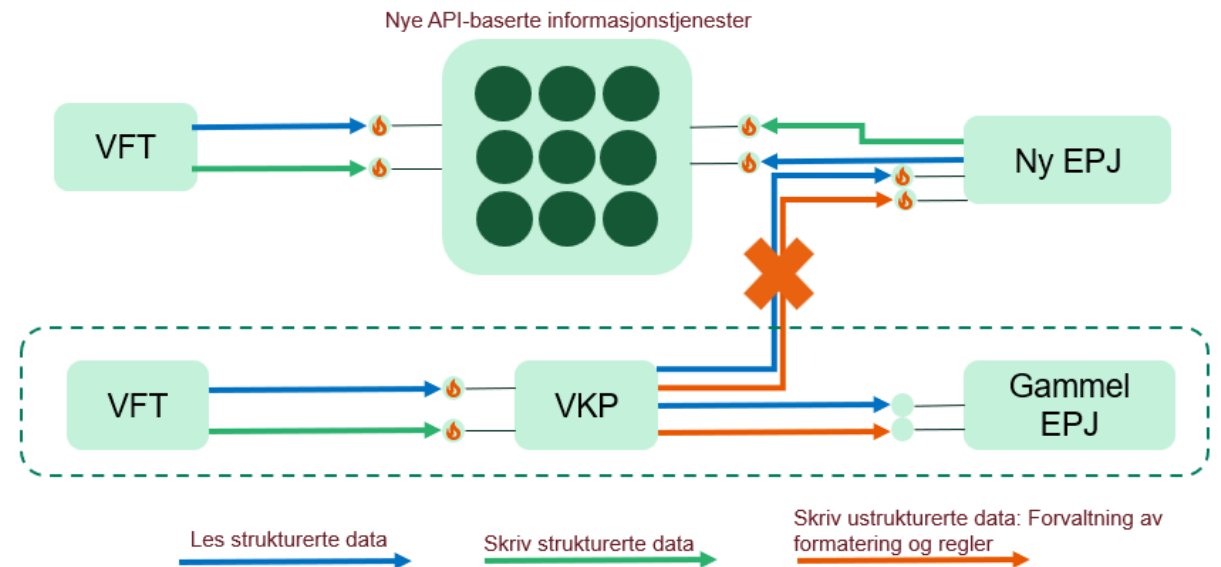 Nye API-baserte informasjonstjenester
VFT
Ny EPJ
VFT
VKP
Gammel
EPJ
Les strukturerte data
Skriv strukturerte data
Skriv ustrukturerte data: Forvaltning av
formatering og regler